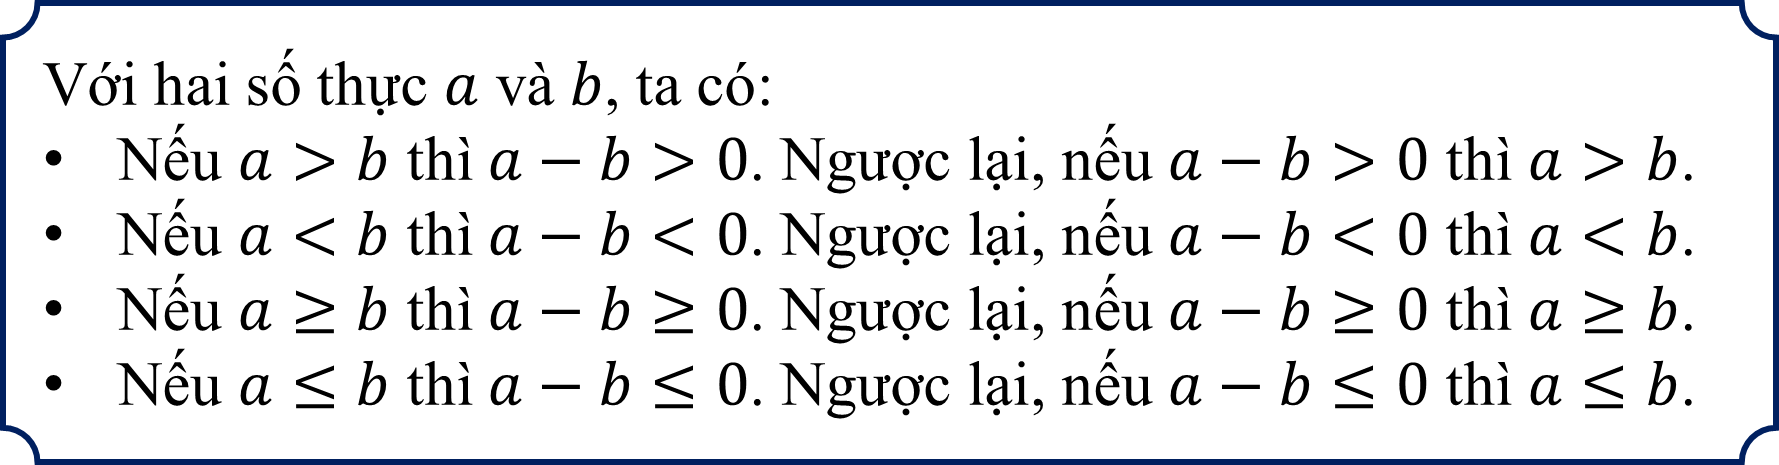 Với hai số thực a và b, ta có:
• Nếu a > b thì a − b > 0. Ngược lại, nếu a − b > 0 thì a > b.
• Nếu a < b thì a − b < 0. Ngược lại, nếu a − b < 0 thì a < b.
• Nếu a ≥ b thì a − b ≥ 0. Ngược lại, nếu a − b ≥ 0 thì a ≥ b.
• Nếu a ≤ b thì a − b ≤ 0. Ngược lại, nếu a − b ≤ 0 thì a ≤ b.